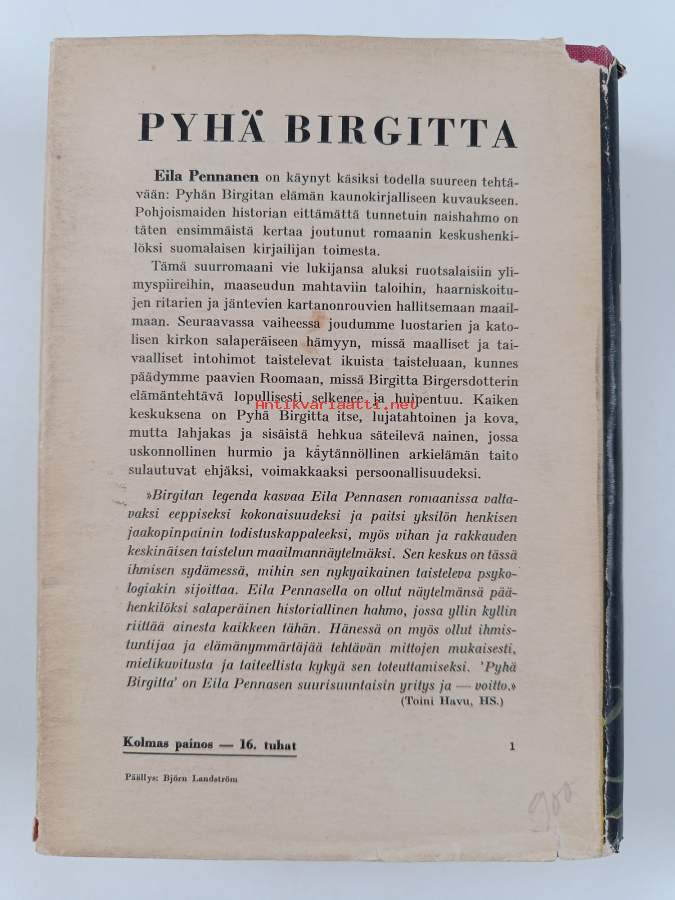 PYHÄ BIRGITTA
Eila Pennanen on käynyt käsiksi todella suureen tehtä-
vään: Pyhän Birgitan elämän kaunokirjalliseen kuvaukseen.
Pohjoismaiden historian eittämättä tunnetuin naishahmo on
täten ensimmäistä kertaa joutunut romaanin keskushenki-
löksi suomalaisen kirjailijan toimesta.
Tämä suurromaani vie lukijansa aluksi ruotsalaisiin yli-
myspiireihin, maaseudun mahtaviin taloihin, haarniskoitu-
jen ritarien ja jäntevien kartanonrouvien hallitsemaan maail-
maan. Seuraavassa vaiheessa joudumme luostarien ja kato-
lisen kirkon salaperäiseen hämyyn, missä maalliset ja tai-
vaalliset intohimot taistelevat ikuista taisteluaan, kunnes
päädymme paavien Roomaan, missä Birgitta Birgersdotterin
elämäntehtävä lopullisesti selkenee ja huipentuu. Kaiken
Antikvariaatti.net
keskuksena on Pyhä Birgitta itse, lujatahtoinen ja kova,
mutta lahjakas ja sisäistä hehkua säteilevä nainen, jossa
uskonnollinen hurmio ja käytännöllinen arkielämän taito
sulautuvat ehjäksi, voimakkaaksi persoonallisuudeksi.
»Birgitan legenda kasvaa Eila Pennasen romaanissa valta-
vaksi eeppiseksi kokonaisuudeksi ja paitsi yksilön henkisen
jaakopinpainin todistuskappaleeksi, myös vihan ja rakkauden
keskinäisen taistelun maailmannäytelmäksi. Sen keskus on tässä
ihmisen sydämessä, mihin sen nykyaikainen taisteleva psyko-
logiakin sijoittaa. Eila Pennasella on ollut näytelmänsä pää-
henkilöksi salaperäinen historiallinen hahmo, jossa yllin kyllin
riittää ainesta kaikkeen tähän. Hänessä on myös ollut ihmis-
tuntijaa ja elämänymmärtäjää tehtävän mittojen mukaisesti,
mielikuvitusta ja taiteellista kykyä sen toteuttamiseksi. 'Pyhä
Birgitta' on Eila Pennasen suurisuuntaisin yritys ja — voitto.»
(Toini Havu, HS.)
Kolmas painos — 16. tuhat 1
Päällys: Björn Landström
900